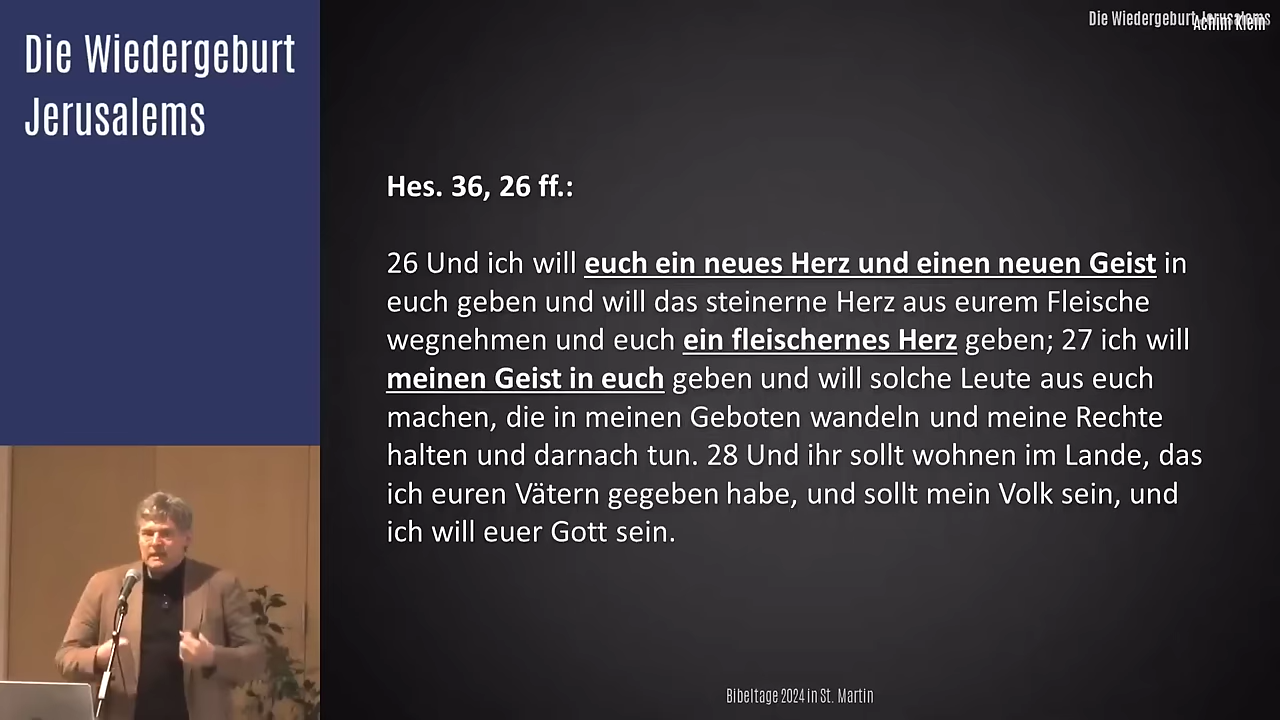 Die Wiedergeburt
Jerusalems
Die Wiedergeburt Jerusalems
Achim Klein
Hes. 36, 26 ff.:
26 Und ich will euch ein neues Herz und einen neuen Geist in
euch geben und will das steinerne Herz aus eurem Fleische
wegnehmen und euch ein fleischernes Herz geben; 27 ich will
meinen Geist in euch geben und will solche Leute aus euch
machen, die in meinen Geboten wandeln und meine Rechte
halten und darnach tun. 28 Und ihr sollt wohnen im Lande, das
ich euren Vätern gegeben habe, und sollt mein Volk sein, und
ich will euer Gott sein.
Bibeltage 2024 in St. Martin